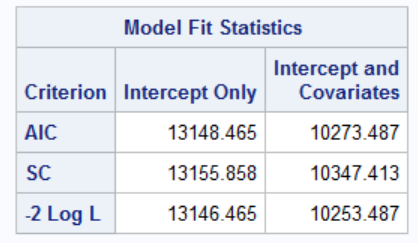 Model Fit Statistics
Criterion Intercept Only Intercept and Covariates
AIC 13148.465 10273.487
SC 13155.858 10347.413
-2 Log L 13146.465 10253.487